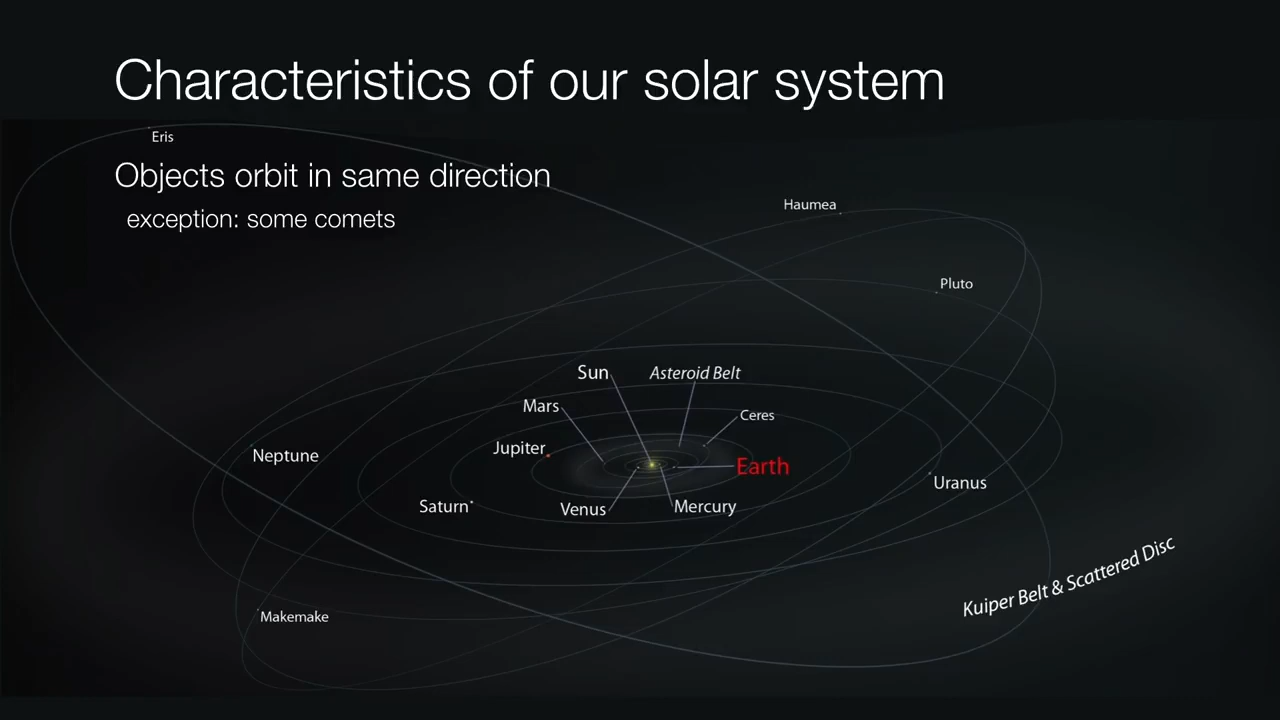 Characteristics of our solar system
Eris
Objects orbit in same direction
exception: some comets
Haumea
Pluto
Sun
Asteroid Belt
Mars
Ceres
Jupiter
Neptune
Earth
Uranus
Saturn
Venus
Mercury
Kuiper Belt & Scattered Disc
Makemake